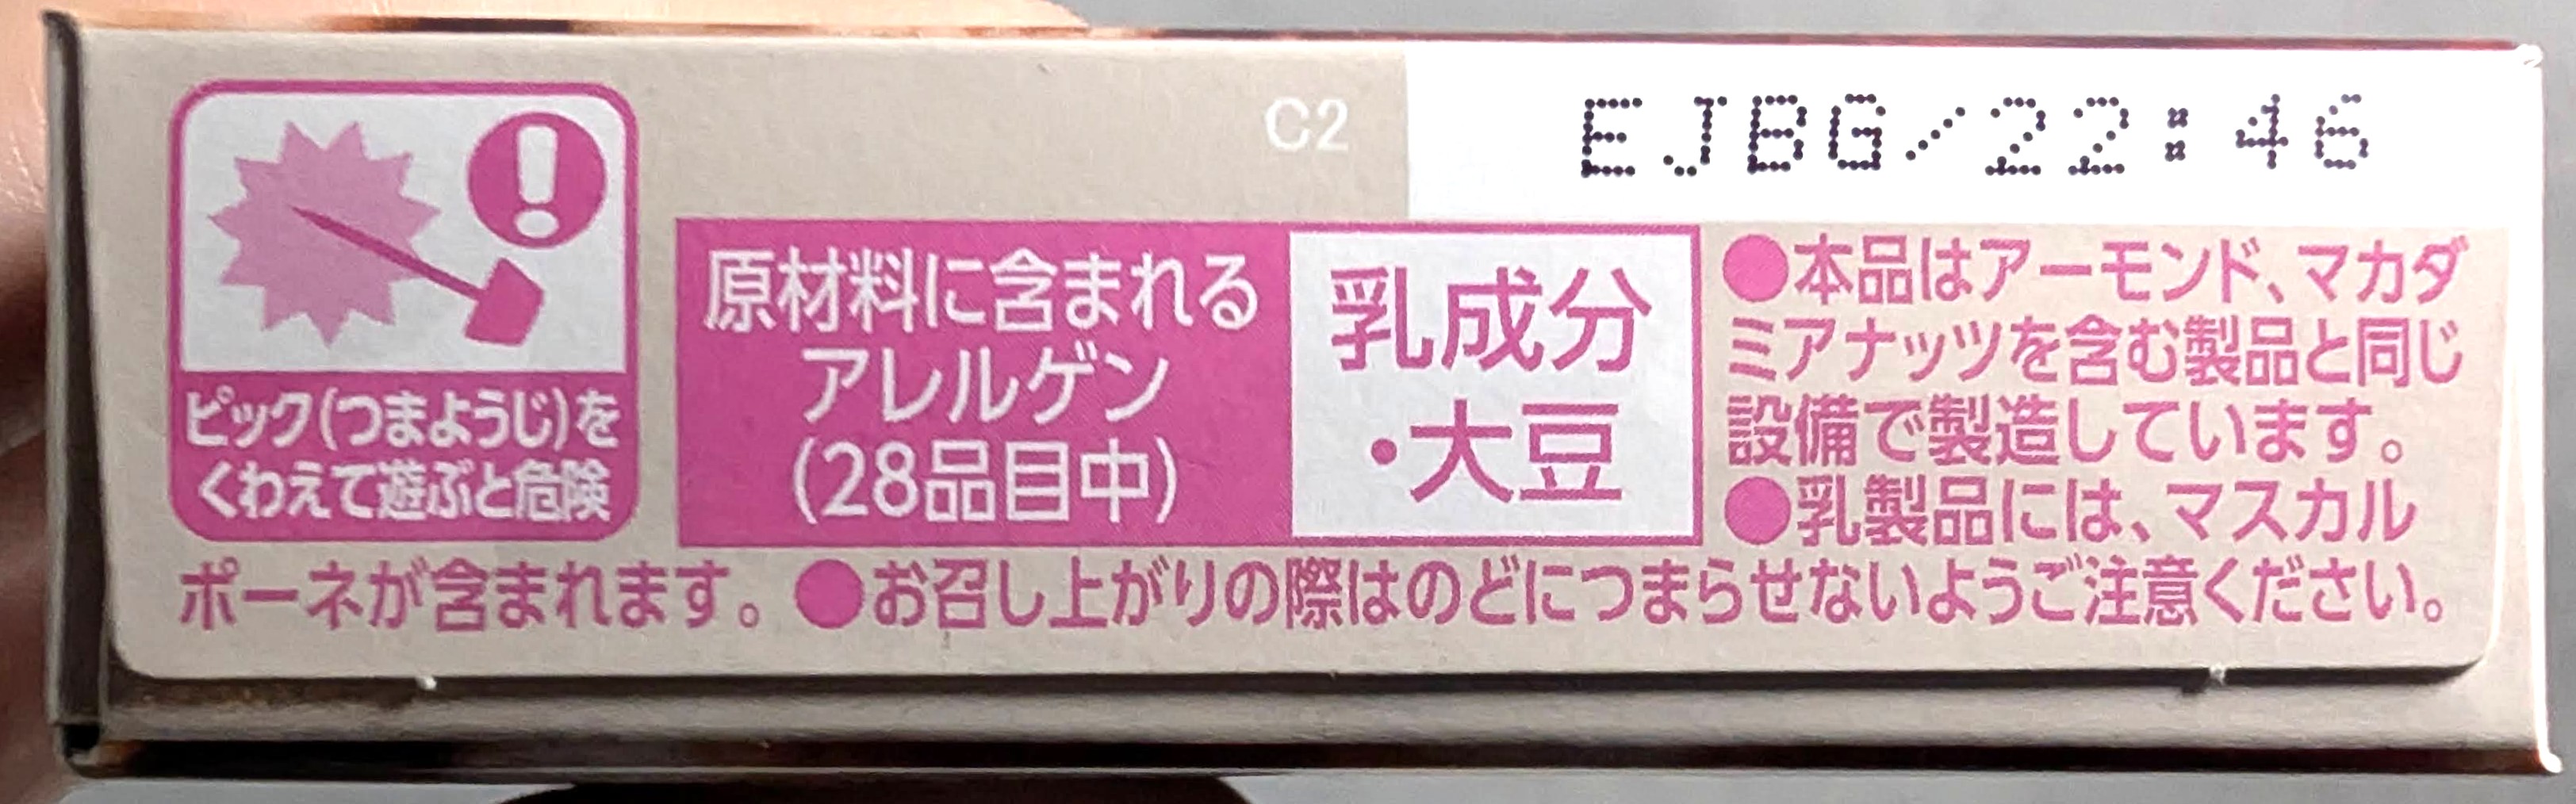 C2
EJBG/22:46
ピック(つまようじ)を
くわえて遊ぶと危険
原材料に含まれる
アレルゲン
(28品目中)
乳成分
・大豆
●本品はアーモンド、マカダ
ミアナッツを含む製品と同じ
設備で製造しています。
●乳製品には、マスカル
ポーネが含まれます。●お召し上がりの際はのどにつまらせないようご注意ください。